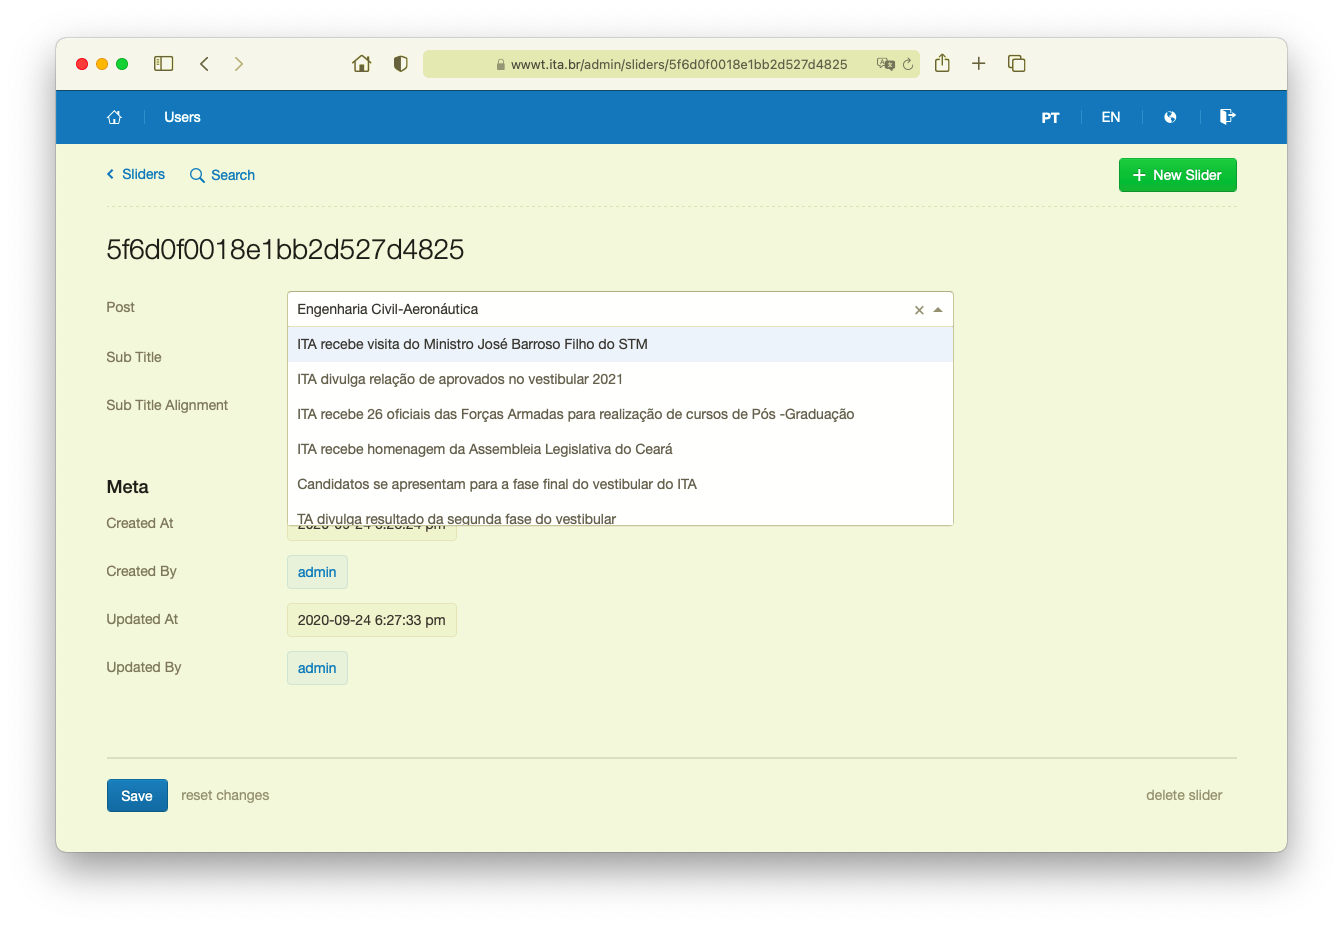 wwwt.ita.br/admin/sliders/5f6d0f0018e1bb2d527d4825
Users
PT
EN
Sliders
Search
+ New Slider
5f6d0f0018e1bb2d527d4825
Post
Engenharia Civil-Aeronáutica
ITA recebe visita do Ministro José Barroso Filho do STM
Sub Title
ITA divulga relação de aprovados no vestibular 2021
Sub Title Alignment
ITA recebe 26 oficiais das Forças Armadas para realização de cursos de Pós -Graduação
ITA recebe homenagem da Assembleia Legislativa do Ceará
Meta
Candidatos se apresentam para a fase final do vestibular do ITA
TA divulga resultado da segunda fase do vestibular
Created At
Created By
admin
Updated At
2020-09-24 6:27:33 pm
Updated By
admin
Save
reset changes
delete slider